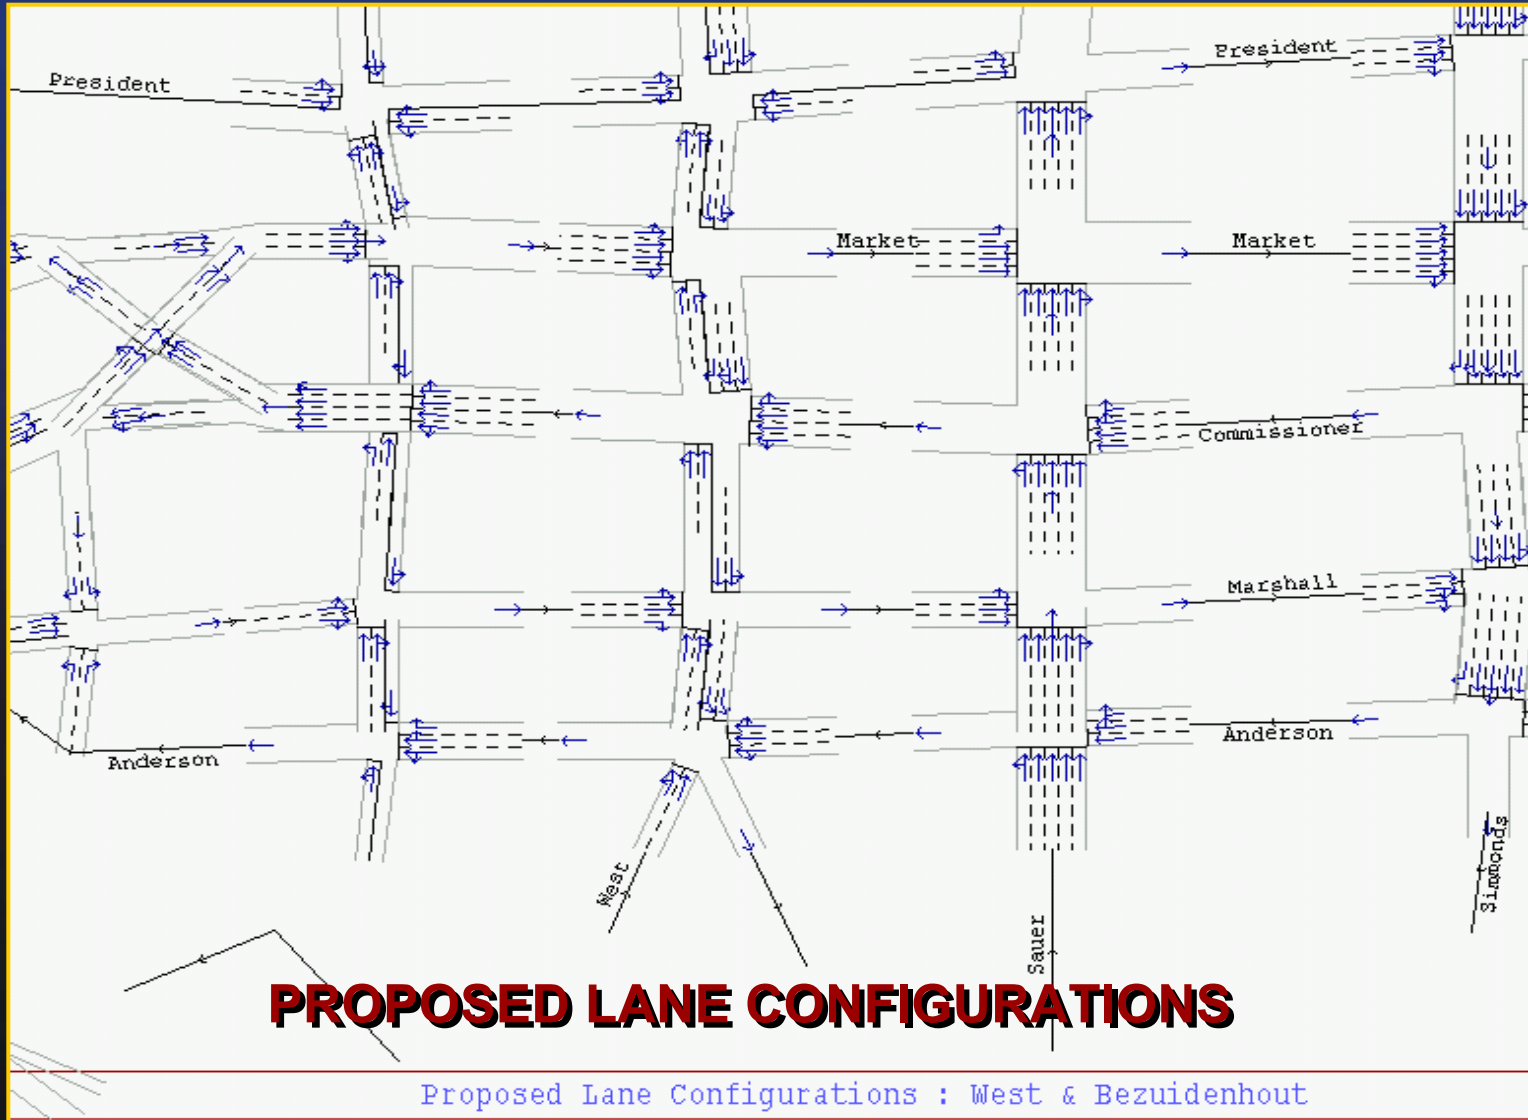 President
President
Market
Market
Commissioner
Marshall
Anderson
Anderson
West
Simmonds
Sauer
PROPOSED LANE CONFIGURATIONS
Proposed Lane Configurations : West & Bezuidenhout